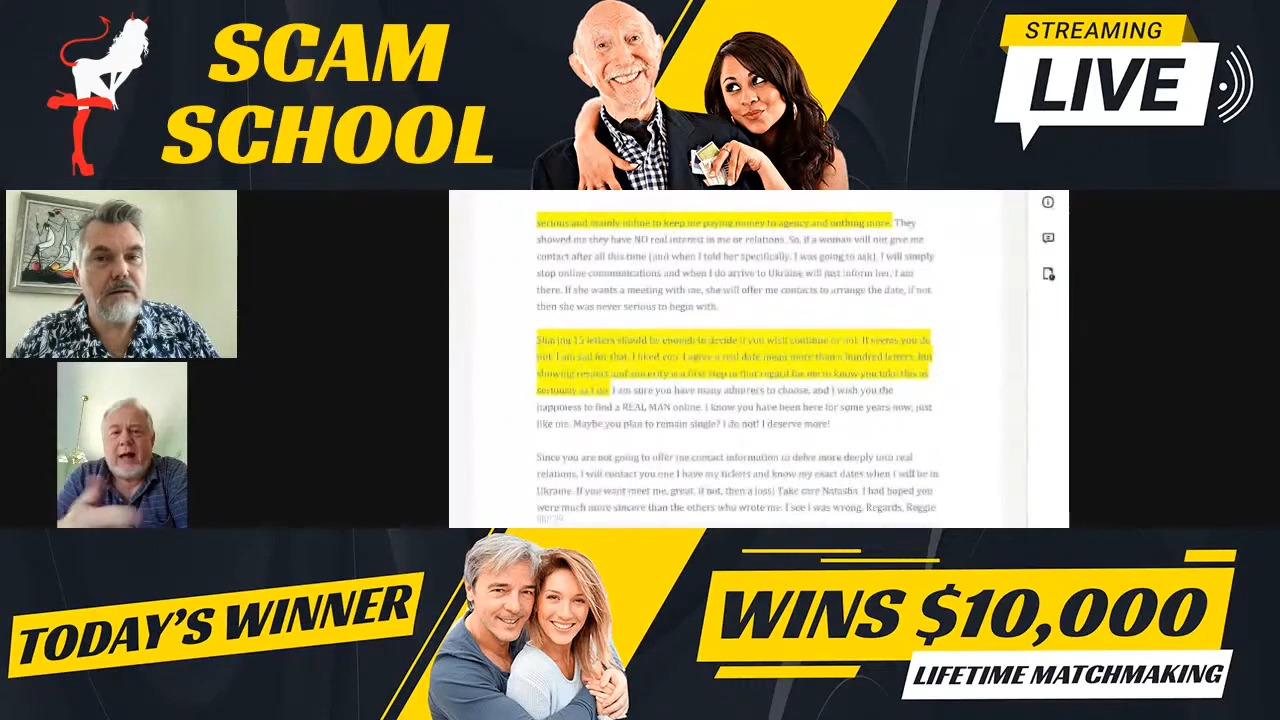 SCAM
SCHOOL
STREAMING
LIVE
serious and mainly online to keep me paying money to agency and nothing more. They
showed me they have NO real interest in me or relations. So, if a woman will not give me
contact after all this time (and when I told her specifically, I was going to ask), I will simply
stop online communications and when I do arrive to Ukraine will just inform her, I am
there. If she wants a meeting with me, she will offer me contacts to arrange the date, if not,
then she was never serious to begin with.
Sharing 15 letters should be enough to decide if you wish continue or not. It seems you do
not. I am sad for that. I liked you. I agree a real date mean more than a hundred letters, but
showing respect and sincerity is a first step in that regard for me to know you take this as
seriously as I do. I am sure you have many admirers to choose, and I wish you the
happiness to find a REAL MAN online. I know you have been here for some years now, just
like me. Maybe you plan to remain single? I do not! I deserve more!
Since you are not going to offer me contact information to delve more deeply into real
relations, I will contact you one I have my tickets and know my exact dates when I will be in
Ukraine. If you want meet me, great, if not, then a loss! Take care Natasha. I had hoped you
were much more sincere than the others who wrote me. I see I was wrong. Regards, Reggie
TODAY'S WINNER
WINS $10,000
LIFETIME MATCHMAKING